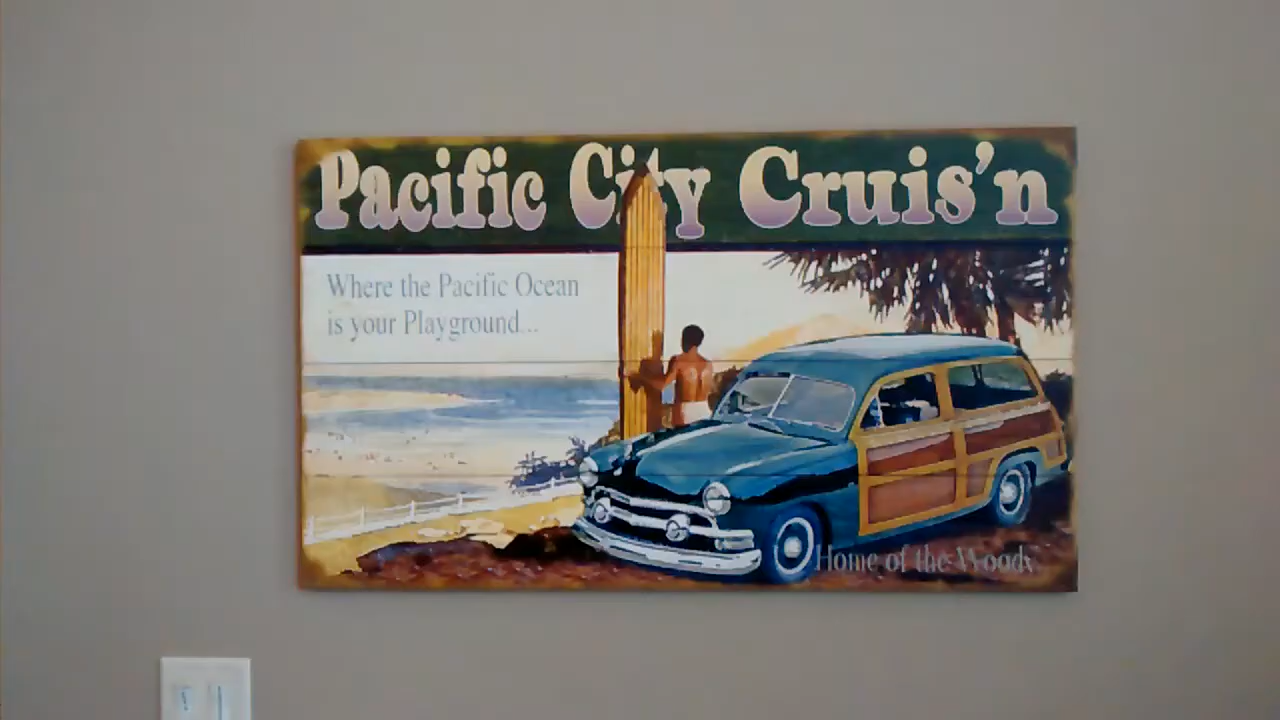 Pacific City Cruis'n
Where the Pacific Ocean
is your Playground...
Home of the Woody